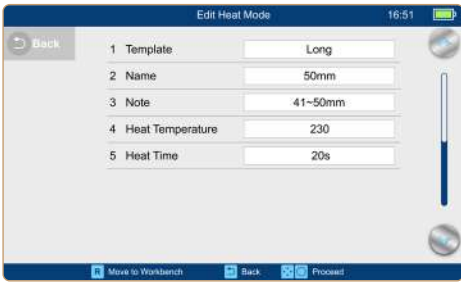 Edit Heat Mode 16:51
Back
1 Template Long
2 Name 50mm
3 Note 41~50mm
4 Heat Temperature 230
5 Heat Time 20s
R Move to Workbench Back Proceed